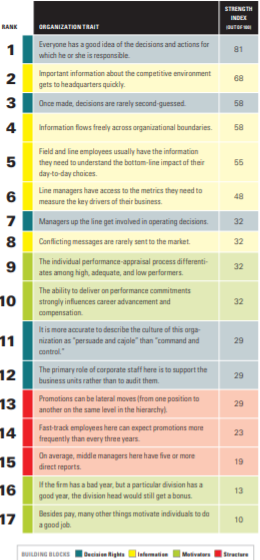 STRENGTH
INDEX
(OUT OF 100)
RANK ORGANIZATION TRAIT
1 Everyone has a good idea of the decisions and actions for
which he or she is responsible. 81
2 Important information about the competitive environment
gets to headquarters quickly. 68
3 Once made, decisions are rarely second-guessed. 58
4 Information flows freely across organizational boundaries. 58
5 Field and line employees usually have the information
they need to understand the bottom-line impact of their
day-to-day choices. 55
6 Line managers have access to the metrics they need to
measure the key drivers of their business. 48
7 Managers up the line get involved in operating decisions. 32
8 Conflicting messages are rarely sent to the market. 32
9 The individual performance-appraisal process differenti-
ates among high, adequate, and low performers. 32
10 The ability to deliver on performance commitments
strongly influences career advancement and
compensation. 32
11 It is more accurate to describe the culture of this orga-
nization as "persuade and cajole" than "command and
control." 29
12 The primary role of corporate staff here is to support the
business units rather than to audit them. 29
13 Promotions can be lateral moves (from one position to
another on the same level in the hierarchy). 29
14 Fast-track employees here can expect promotions more
frequently than every three years. 23
15 On average, middle managers here have five or more
direct reports. 19
16 If the firm has a bad year, but a particular division has a
good year, the division head would still get a bonus. 13
17 Besides pay, many other things motivate individuals to do
a good job. 10
BUILDING BLOCKS Decision Rights Information Motivators Structure